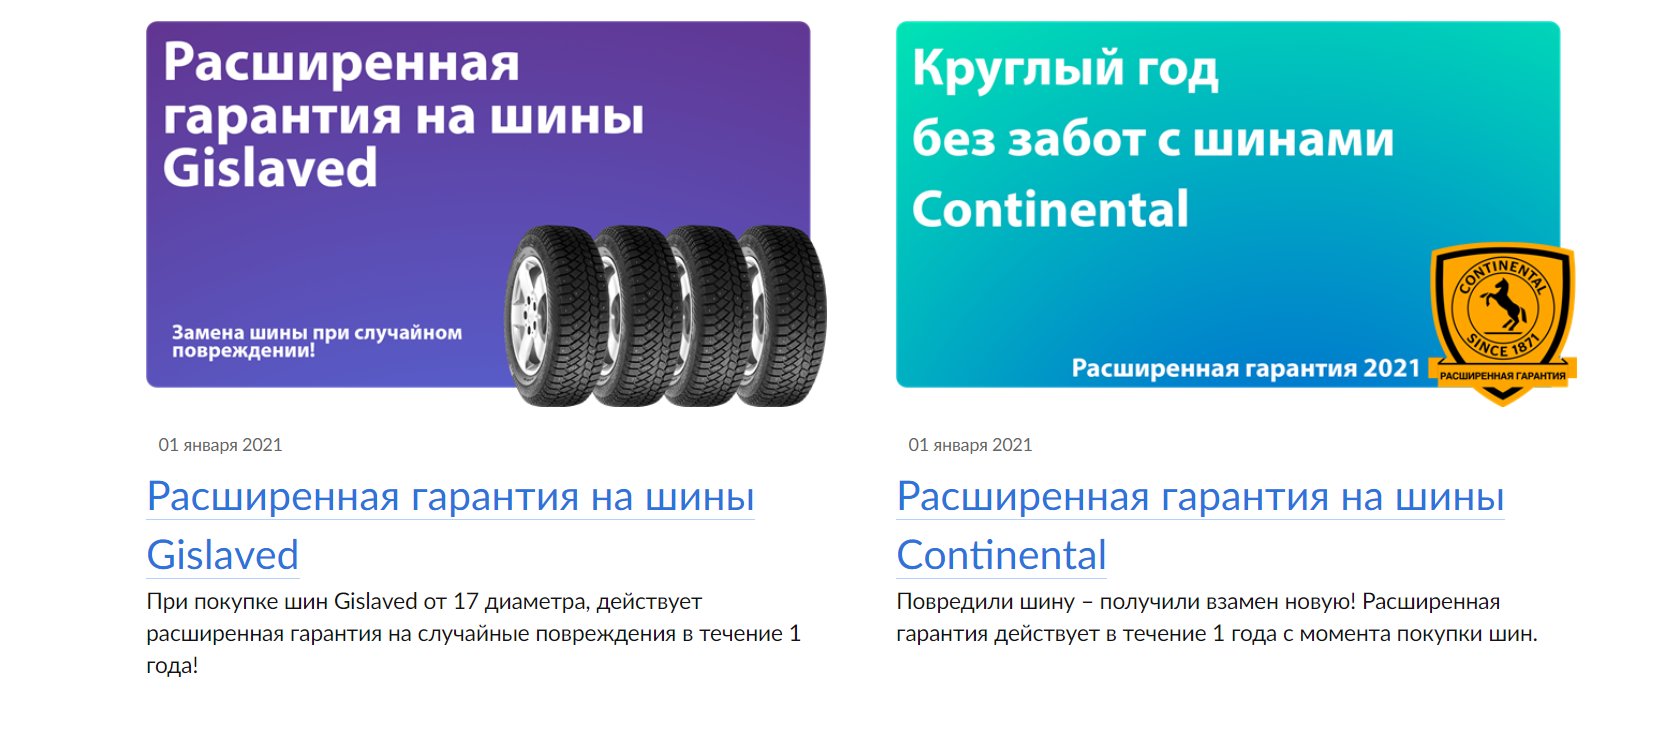 Расширенная
гарантия на шины
Gislaved
Замена шины при случайном
повреждении!
Круглый год
без забот с шинами
Continental
Расширенная гарантия 2021
CONTINENTAL
SINCE 1871
РАСШИРЕННАЯ ГАРАНТИЯ
01 января 2021
Расширенная гарантия на шины
Gislaved
При покупке шин Gislaved от 17 диаметра, действует
расширенная гарантия на случайные повреждения в течение 1
года!
01 января 2021
Расширенная гарантия на шины
Continental
Повредили шину – получили взамен новую! Расширенная
гарантия действует в течение 1 года с момента покупки шин.